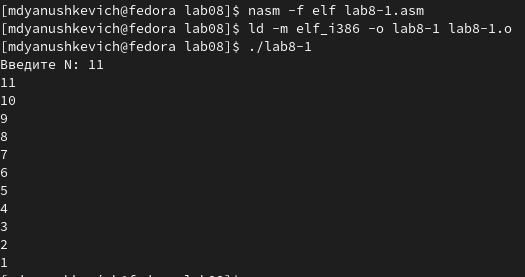 [mdyanushkevich@fedora lab08]$ nasm -f elf lab8-1.asm
[mdyanushkevich@fedora lab08]$ ld -m elf_i386 -o lab8-1 lab8-1.o
[mdyanushkevich@fedora lab08]$ ./lab8-1
Введите N: 11
11
10
9
8
7
6
5
4
3
2
1